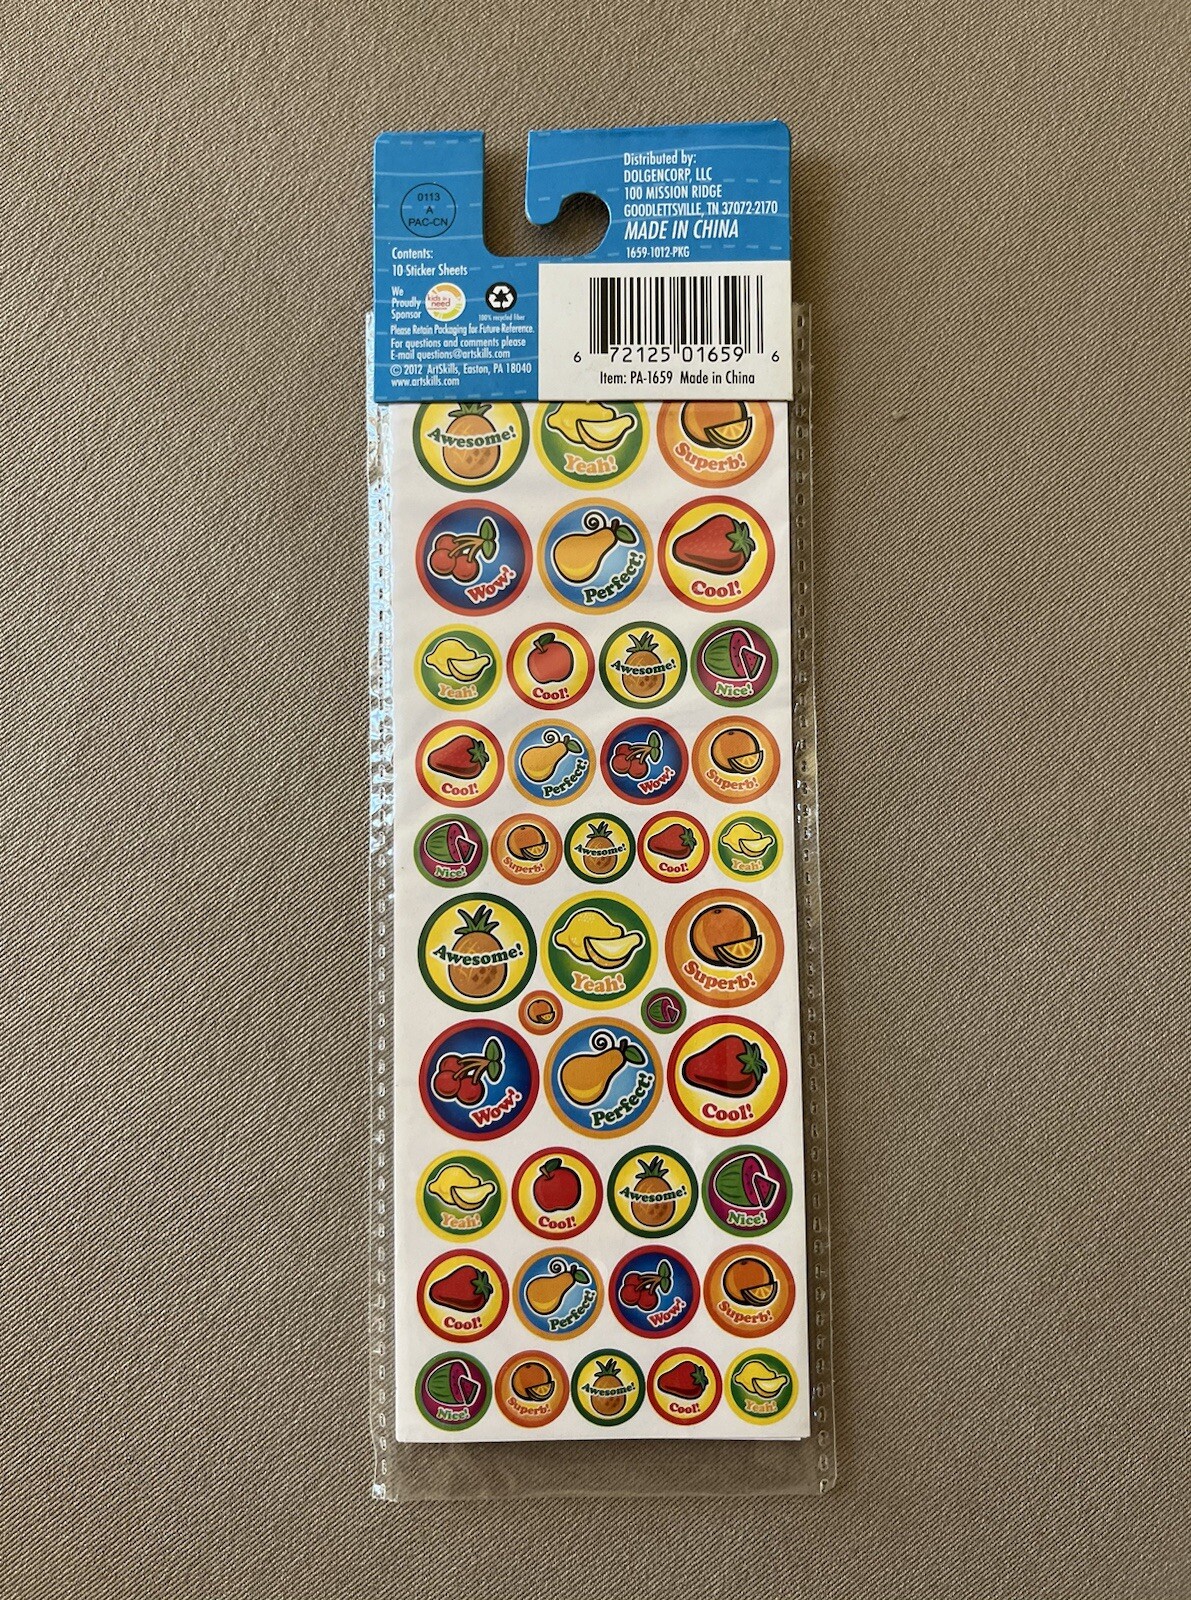 0113
A
PAC-CN
Contents:
10 Sticker Sheets
We
Proudly
Sponsor
kids in
need
100% recycled fiber
Please Retain Packaging for Future Reference.
For questions and comments please
E-mail questions@artskills.com
© 2012 ArtSkills, Easton, PA 18040
www.artskills.com
Distributed by:
DOLGENCORP, LLC
100 MISSION RIDGE
GOODLETTSVILLE, TN 37072-2170
MADE IN CHINA
1659-1012-PKG
6 72125 01659 6
Item: PA-1659 Made in China
Awesome! Yeah! Superb!
Wow! Perfect! Cool!
Yeah! Cool! Awesome! Nice!
Cool! Perfect! Wow! Superb!
Nice! Superb! Awesome! Cool! Yeah!
Awesome! Yeah! Superb!
Wow! Perfect! Cool!
Yeah! Cool! Awesome! Nice!
Cool! Perfect! Wow! Superb!
Nice! Superb! Awesome! Cool! Yeah!